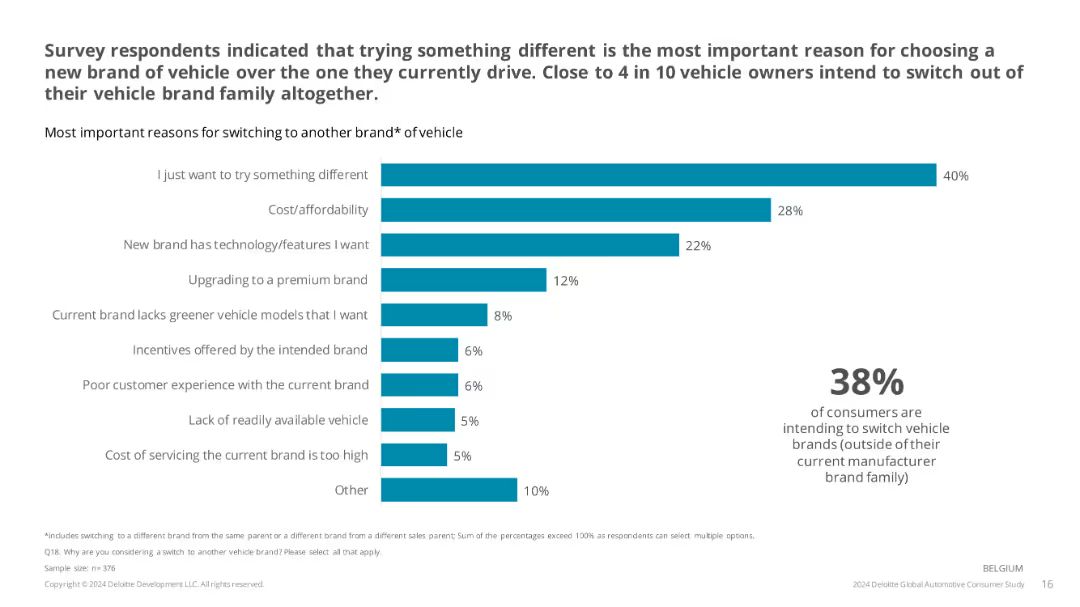 Survey respondents indicated that trying something different is the most important reason for choosing a
new brand of vehicle over the one they currently drive. Close to 4 in 10 vehicle owners intend to switch out of
their vehicle brand family altogether.
Most important reasons for switching to another brand* of vehicle
I just want to try something different 40%
Cost/affordability 28%
New brand has technology/features I want 22%
Upgrading to a premium brand 12%
Current brand lacks greener vehicle models that I want 8%
Incentives offered by the intended brand 6%
Poor customer experience with the current brand 6%
Lack of readily available vehicle 5%
Cost of servicing the current brand is too high 5%
Other 10%
38%
of consumers are
intending to switch vehicle
brands (outside of their
current manufacturer
brand family)
*includes switching to a different brand from the same parent or a different brand from a different sales parent; Sum of the percentages exceed 100% as respondents can select multiple options.
Q18. Why are you considering a switch to another vehicle brand? Please select all that apply.
Sample size: n= 376
BELGIUM
Copyright © 2024 Deloitte Development LLC. All rights reserved.
2024 Deloitte Global Automotive Consumer Study 16